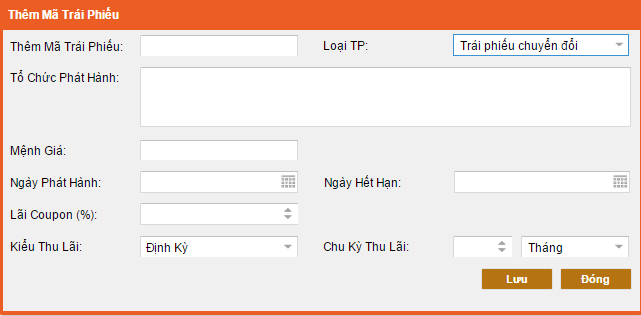 Thêm Mã Trái Phiếu
Thêm Mã Trái Phiếu: Loại TP: Trái phiếu chuyển đổi
Tổ Chức Phát Hành:
Mệnh Giá:
Ngày Phát Hành: Ngày Hết Hạn:
Lãi Coupon (%):
Kiểu Thu Lãi: Định Kỳ Chu Kỳ Thu Lãi: Tháng
Lưu Đóng